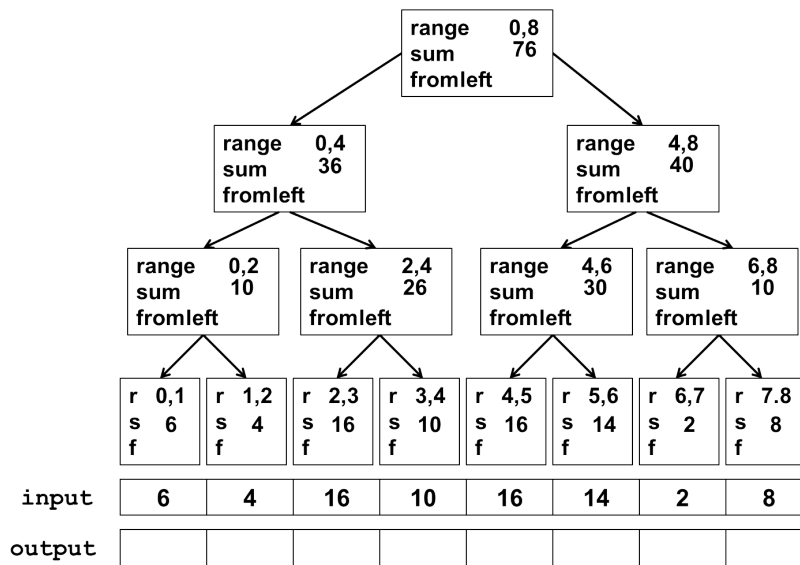 range 0,8
sum 76
fromleft
range 0,4
sum 36
fromleft
range 4,8
sum 40
fromleft
range 0,2
sum 10
fromleft
range 2,4
sum 26
fromleft
range 4,6
sum 30
fromleft
range 6,8
sum 10
fromleft
r 0,1
s 6
f
r 1,2
s 4
f
r 2,3
s 16
f
r 3,4
s 10
f
r 4,5
s 16
f
r 5,6
s 14
f
r 6,7
s 2
f
r 7.8
s 8
f
input 6 4 16 10 16 14 2 8
output